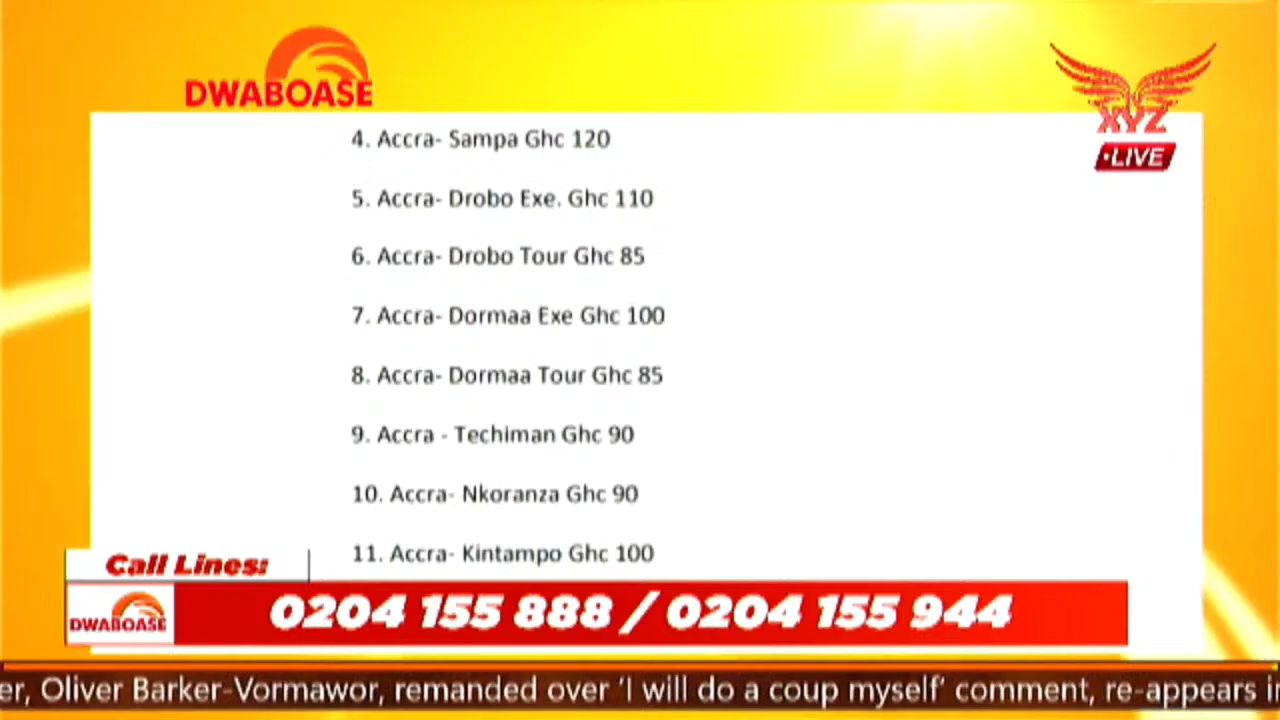 DWABOASE
XYZ
•LIVE
4. Accra- Sampa Ghc 120
5. Accra- Drobo Exe. Ghc 110
6. Accra- Drobo Tour Ghc 85
7. Accra- Dormaa Exe Ghc 100
8. Accra- Dormaa Tour Ghc 85
9. Accra - Techiman Ghc 90
10. Accra- Nkoranza Ghc 90
11. Accra- Kintampo Ghc 100
Call Lines:
DWABOASE
0204 155 888 / 0204 155 944
er, Oliver Barker-Vormawor, remanded over ‘I will do a coup myself’ comment, re-appears i